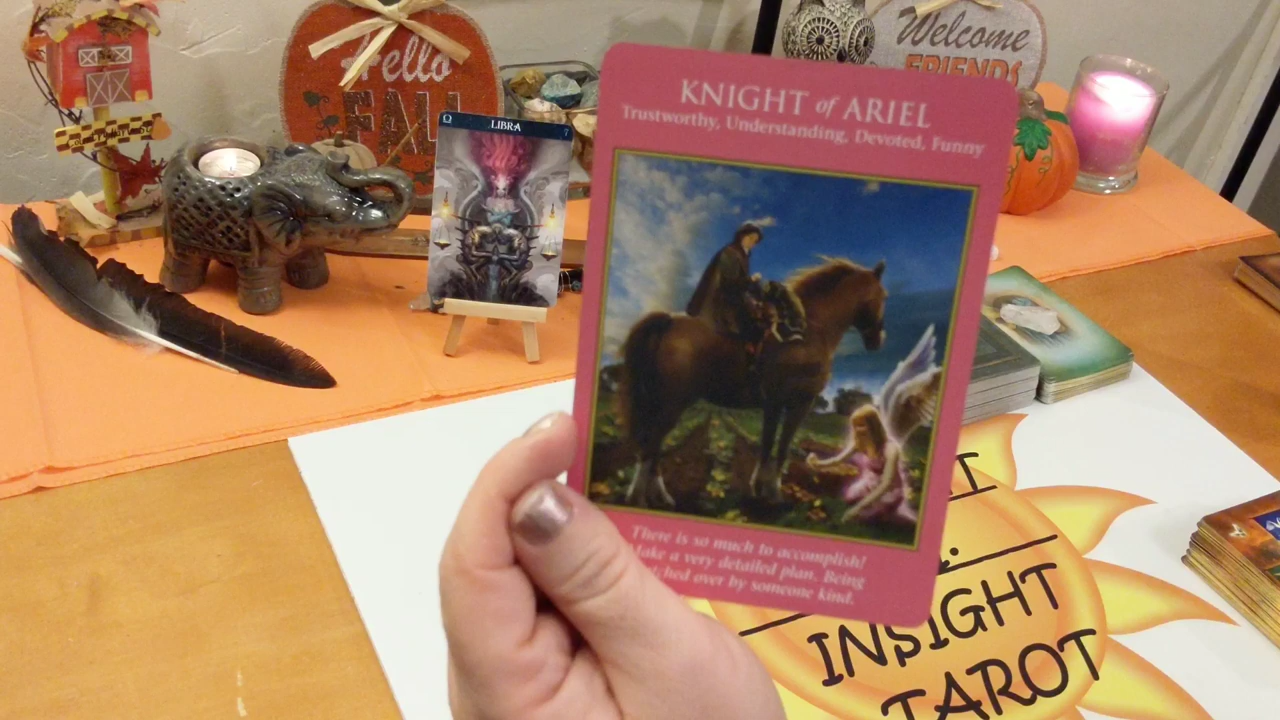 Hello
FALL
Welcome
FRIENDS
Ω LIBRA 7
KNIGHT of ARIEL
Trustworthy, Understanding, Devoted, Funny
There is so much to accomplish!
Make a very detailed plan. Being
watched over by someone kind.
INSIGHT
TAROT